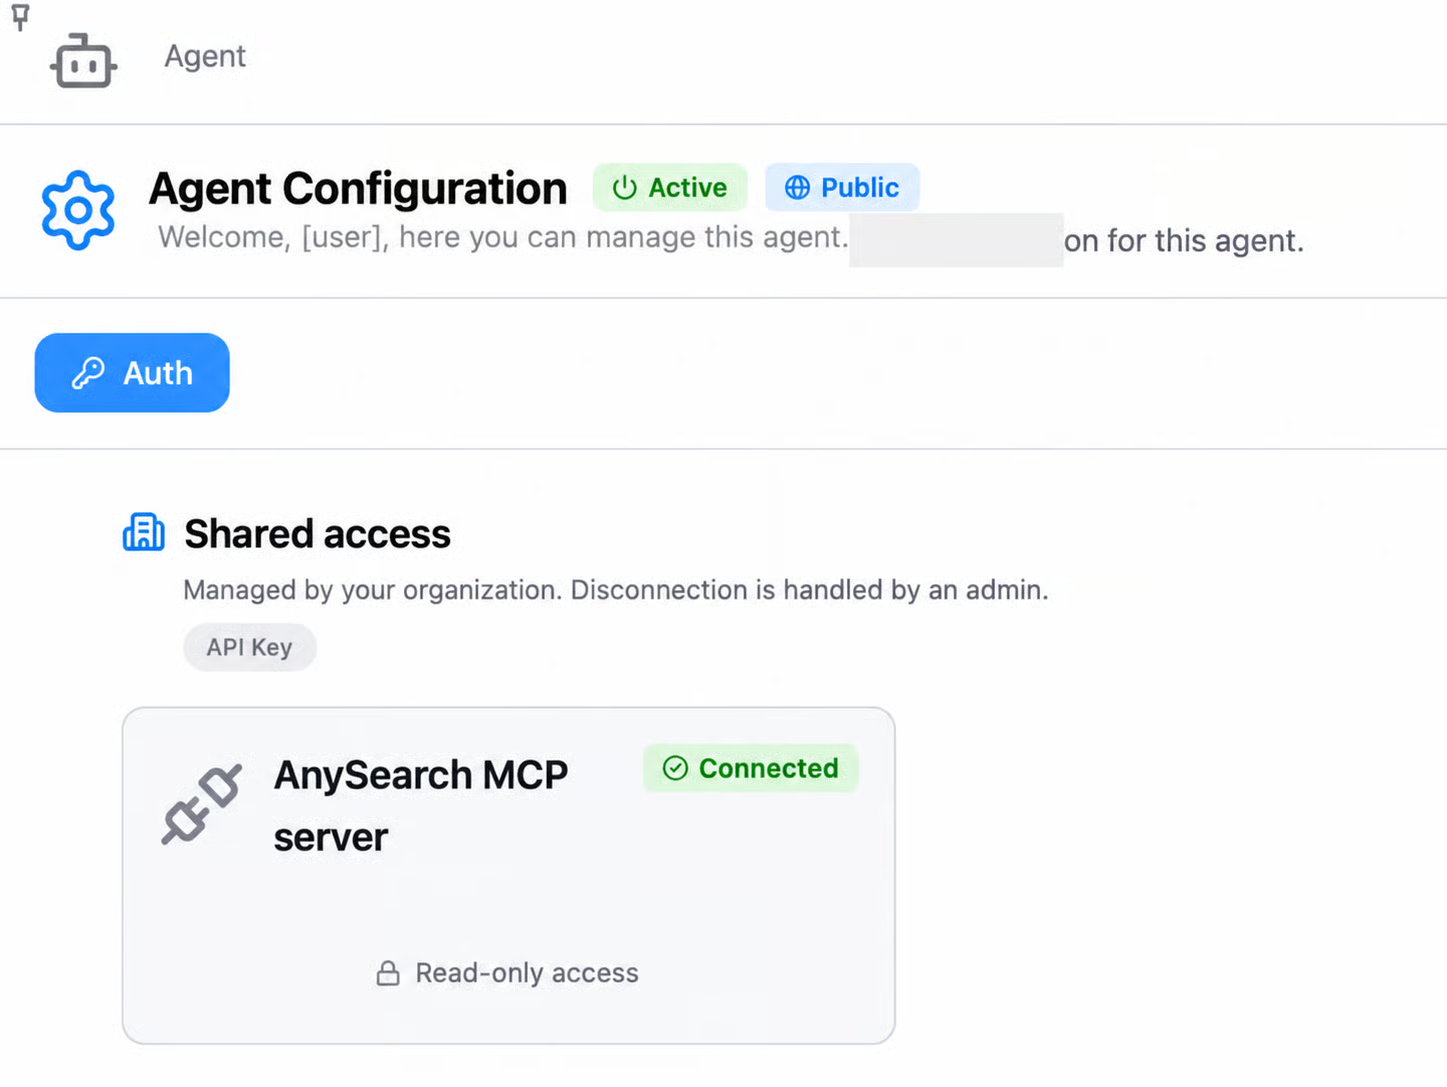 Agent
Agent Configuration Active Public
Welcome, [user], here you can manage this agent. on for this agent.
Auth
Shared access
Managed by your organization. Disconnection is handled by an admin.
API Key
AnySearch MCP Connected
server
Read-only access